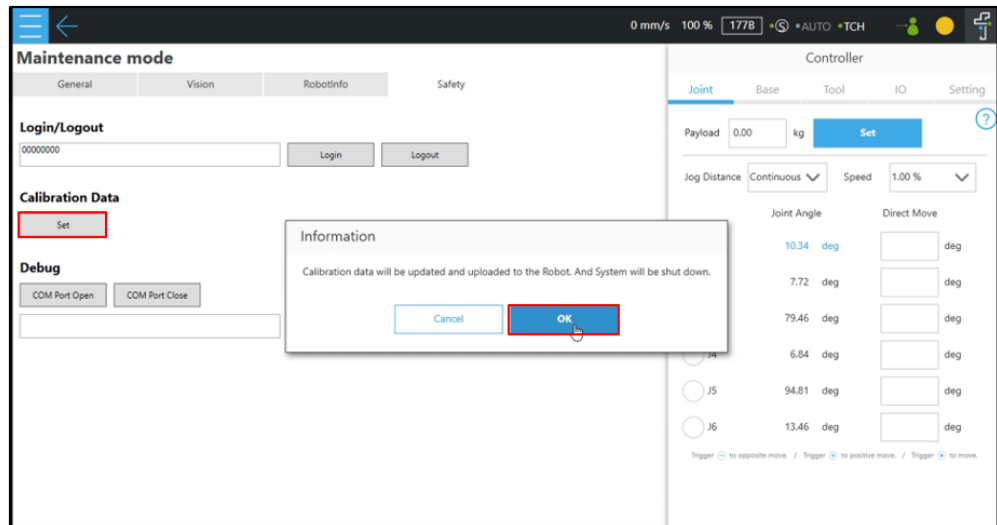 0 mm/s 100 % 177B •Ⓢ •AUTO •TCH
Maintenance mode
General Vision RobotInfo Safety
Login/Logout
00000000
Login Logout
Calibration Data
Set
Debug
COM Port Open COM Port Close
Information
Calibration data will be updated and uploaded to the Robot. And System will be shut down.
Cancel OK
Controller
Joint Base Tool IO Setting
?
Payload 0.00 kg Set
Jog Distance Continuous Speed 1.00 %
Joint Angle Direct Move
10.34 deg deg
7.72 deg deg
79.46 deg deg
J4 6.84 deg deg
J5 94.81 deg deg
J6 13.46 deg deg
Trigger ⊖ to opposite move. / Trigger ⊕ to positive move. / Trigger to move.